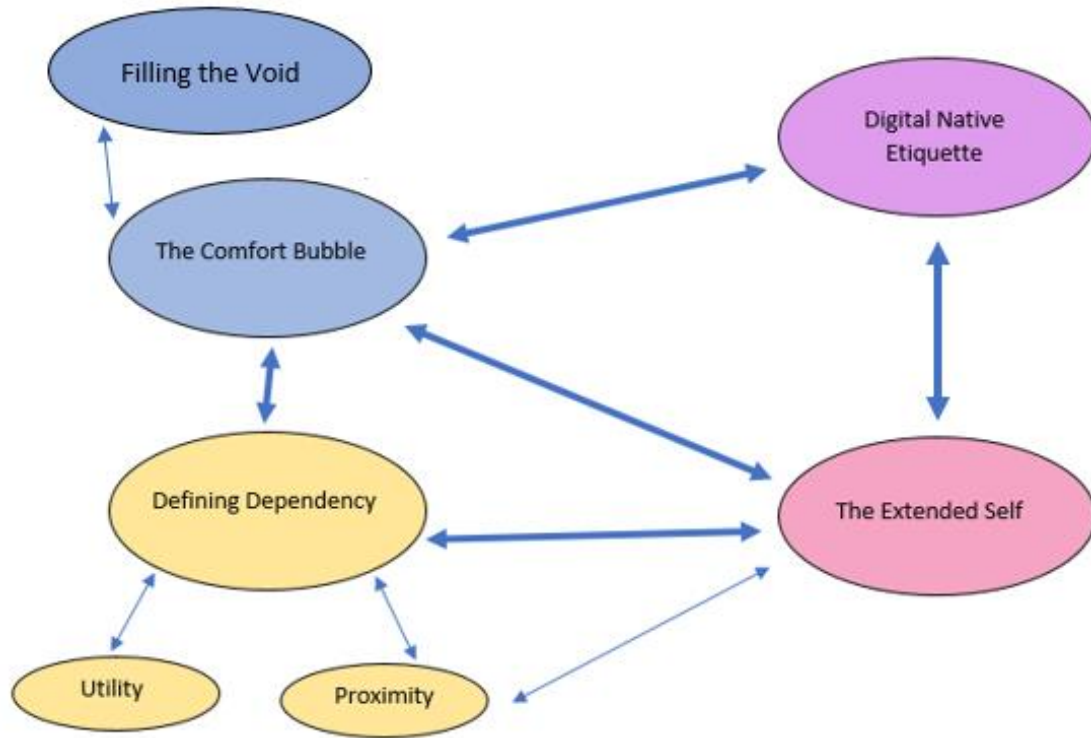 Filling the Void
Digital Native
Etiquette
The Comfort Bubble
Defining Dependency
The Extended Self
Utility
Proximity